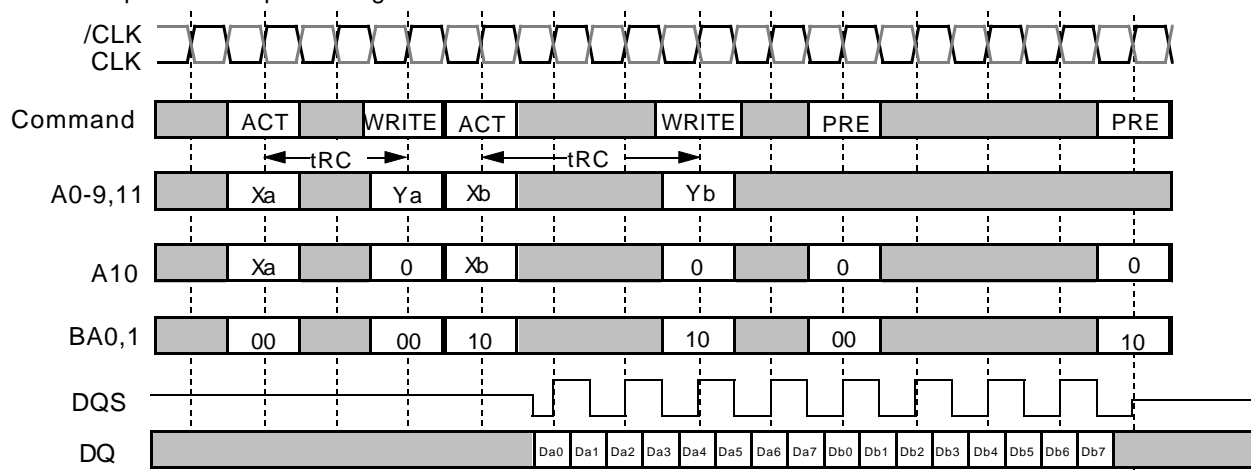 /CLK
CLK
Command ACT WRITE ACT WRITE PRE PRE
tRC tRC
A0-9,11 Xa Ya Xb Yb
A10 Xa 0 Xb 0 0 0
BA0,1 00 00 10 10 00 10
DQS
DQ Da0 Da1 Da2 Da3 Da4 Da5 Da6 Da7 Db0 Db1 Db2 Db3 Db4 Db5 Db6 Db7